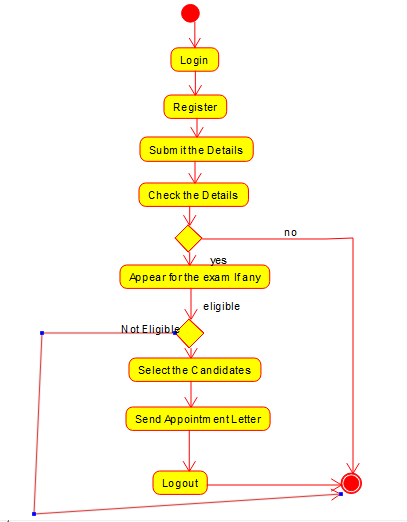 Login
Register
Submit the Details
Check the Details
no
yes
Appear for the exam If any
eligible
Not Eligible
Select the Candidates
Send Appointment Letter
Logout